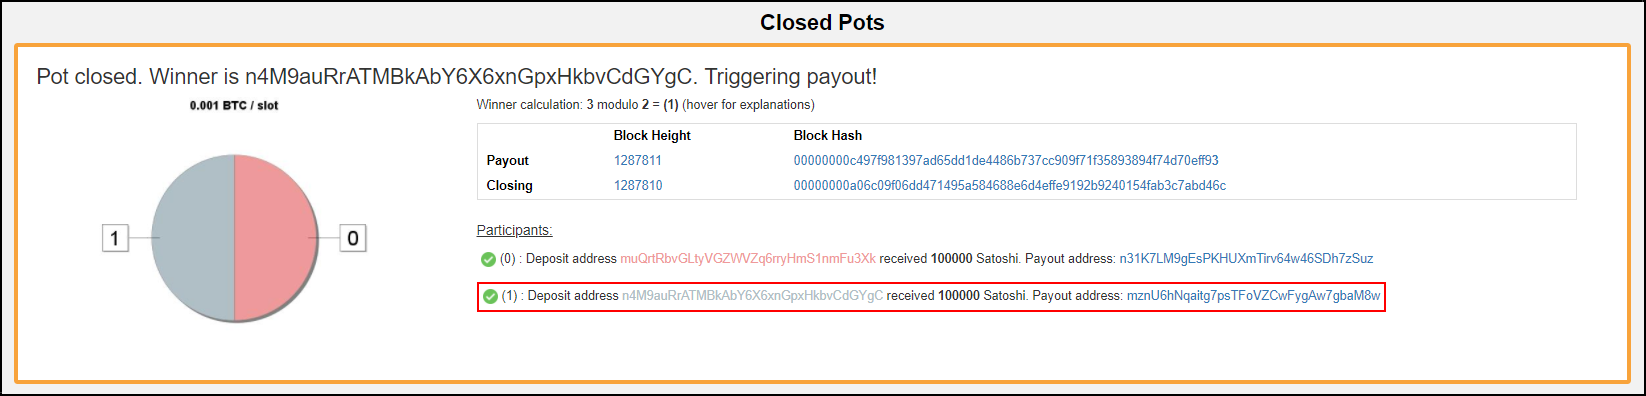 Closed Pots
Pot closed. Winner is n4M9auRrATMBkAbY6X6xnGpxHkbvCdGYgC. Triggering payout!
0.001 BTC / slot
Winner calculation: 3 modulo 2 = (1) (hover for explanations)
Block Height Block Hash
Payout 1287811 00000000c497f981397ad65dd1de4486b737cc909f71f35893894f74d70eff93
Closing 1287810 00000000a06c09f06dd471495a584688e6d4effe9192b9240154fab3c7abd46c
1 0
Participants:
(0) : Deposit address muQrtRbvGLtyVGZWVZq6rryHmS1nmFu3Xk received 100000 Satoshi. Payout address: n31K7LM9gEsPKHUXmTirv64w46SDh7zSuz
(1) : Deposit address n4M9auRrATMBkAbY6X6xnGpxHkbvCdGYgC received 100000 Satoshi. Payout address: mznU6hNqaitg7psTFoVZCwFygAw7gbaM8w